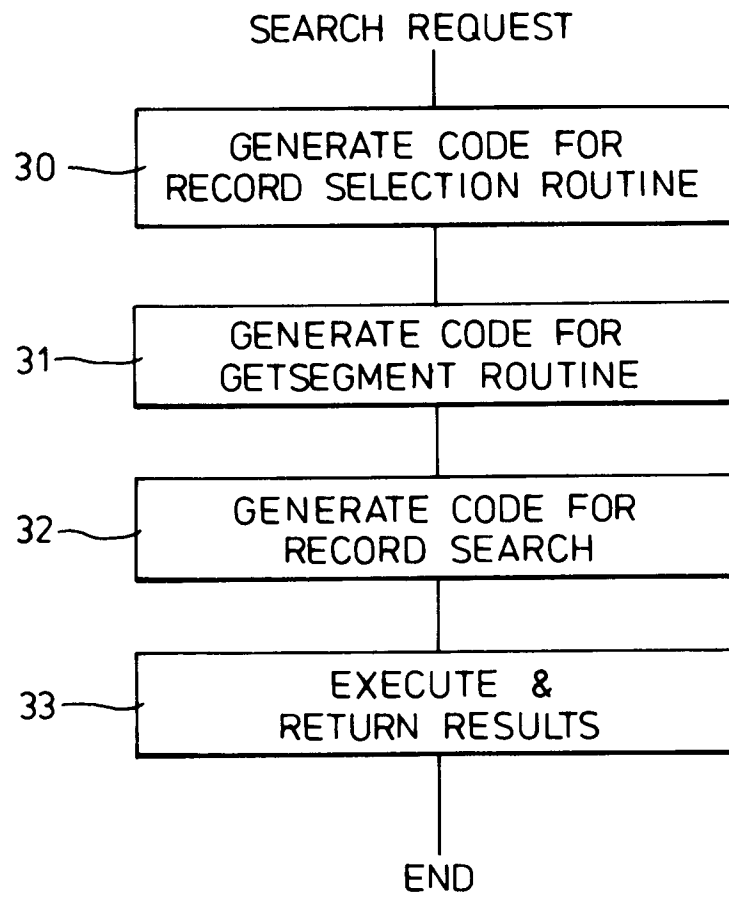 SEARCH REQUEST
30
GENERATE CODE FOR
RECORD SELECTION ROUTINE
31
GENERATE CODE FOR
GETSEGMENT ROUTINE
32
GENERATE CODE FOR
RECORD SEARCH
33
EXECUTE &
RETURN RESULTS
END